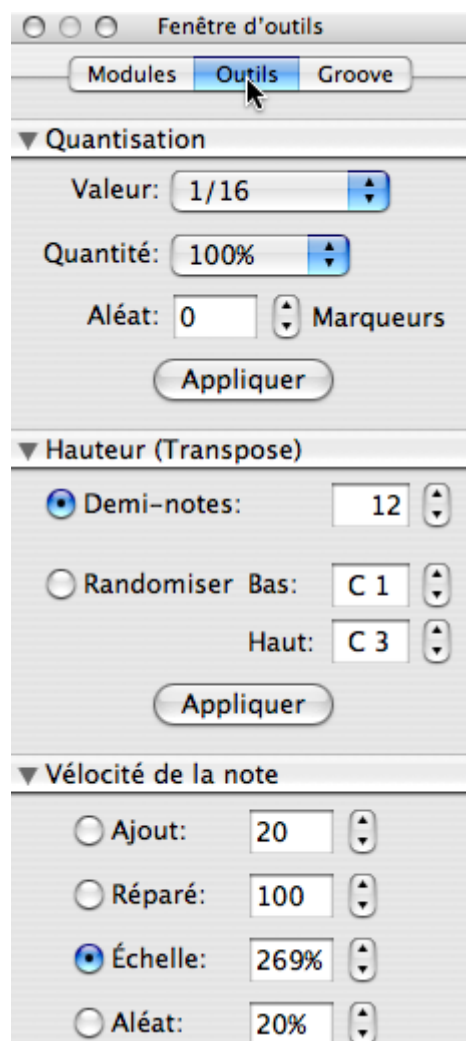 Fenêtre d'outils
Modules Outils Groove
Quantisation
Valeur: 1/16
Quantité: 100%
Aléat: 0 Marqueurs
Appliquer
Hauteur (Transpose)
Demi-notes: 12
Randomiser Bas: C 1
Haut: C 3
Appliquer
Vélocité de la note
Ajout: 20
Réparé: 100
Échelle: 269%
Aléat: 20%